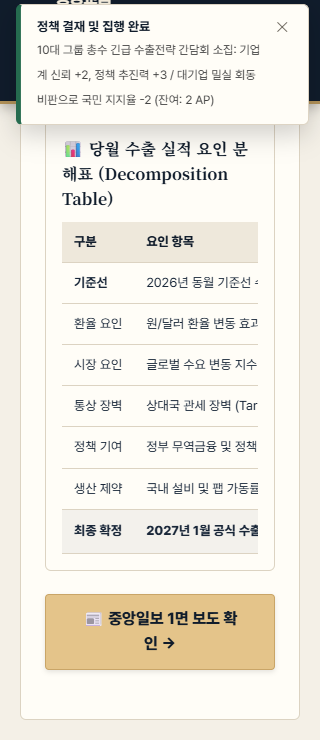 정책 결재 및 집행 완료
10대 그룹 총수 긴급 수출전략 간담회 소집: 기업
계 신뢰 +2, 정책 추진력 +3 / 대기업 밀실 회동
비판으로 국민 지지율 -2 (잔여: 2 AP)
📊 당월 수출 실적 요인 분
해표 (Decomposition
Table)
구분 요인 항목
기준선 2026년 동월 기준선
환율 요인 원/달러 환율 변동 효과
시장 요인 글로벌 수요 변동 지수
통상 장벽 상대국 관세 장벽 (Tar
정책 기여 정부 무역금융 및 정책
생산 제약 국내 설비 및 팹 가동률
최종 확정 2027년 1월 공식 수출
📰 중앙일보 1면 보도 확
인 →